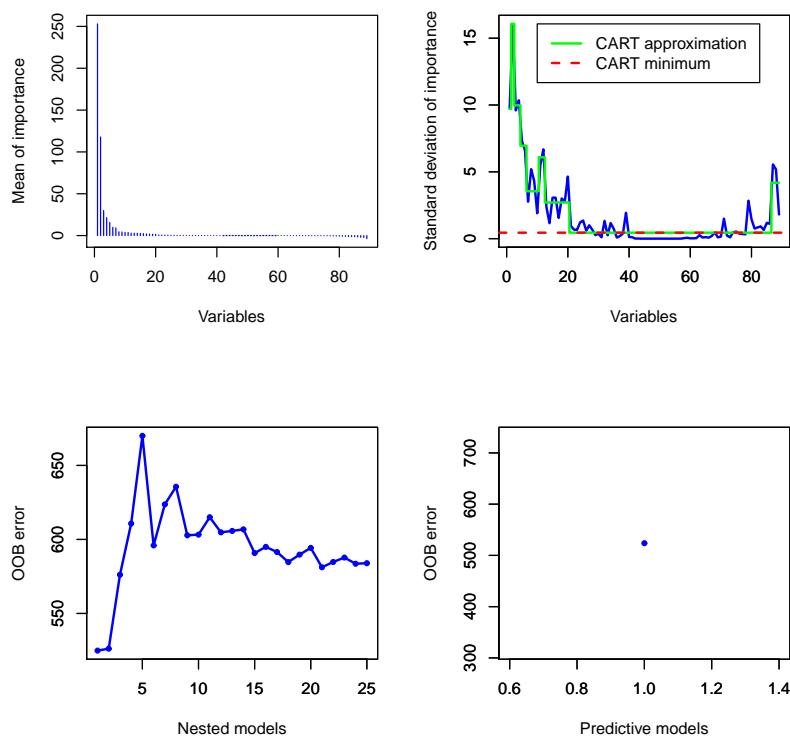 Mean of importance
250
200
150
100
50
0
0 20 40 60 80
Variables
Standard deviation of importance
15
10
5
0
CART approximation
CART minimum
0 20 40 60 80
Variables
OOB error
650
600
550
5 10 15 20 25
Nested models
OOB error
700
600
500
400
300
0.6 0.8 1.0 1.2 1.4
Predictive models